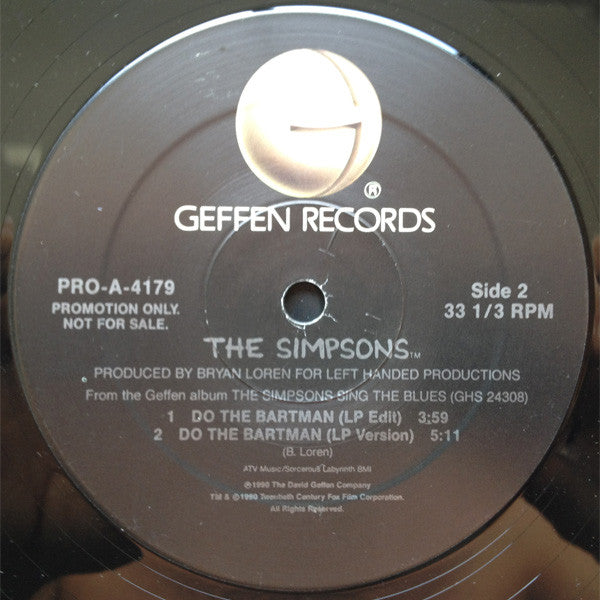 ®
GEFFEN RECORDS
PRO-A-4179
PROMOTION ONLY.
NOT FOR SALE.
Side 2
33 1/3 RPM
THE SIMPSONS™
PRODUCED BY BRYAN LOREN FOR LEFT HANDED PRODUCTIONS
From the Geffen album THE SIMPSONS SING THE BLUES (GHS 24308)
1 DO THE BARTMAN (LP Edit) 3:59
2 DO THE BARTMAN (LP Version) 5:11
(B. Loren)
ATV Music/Sorcerous Labyrinth BMI
©1990 The David Geffen Company
TM & ©1990 Twentieth Century Fox Film Corporation.
All Rights Reserved.